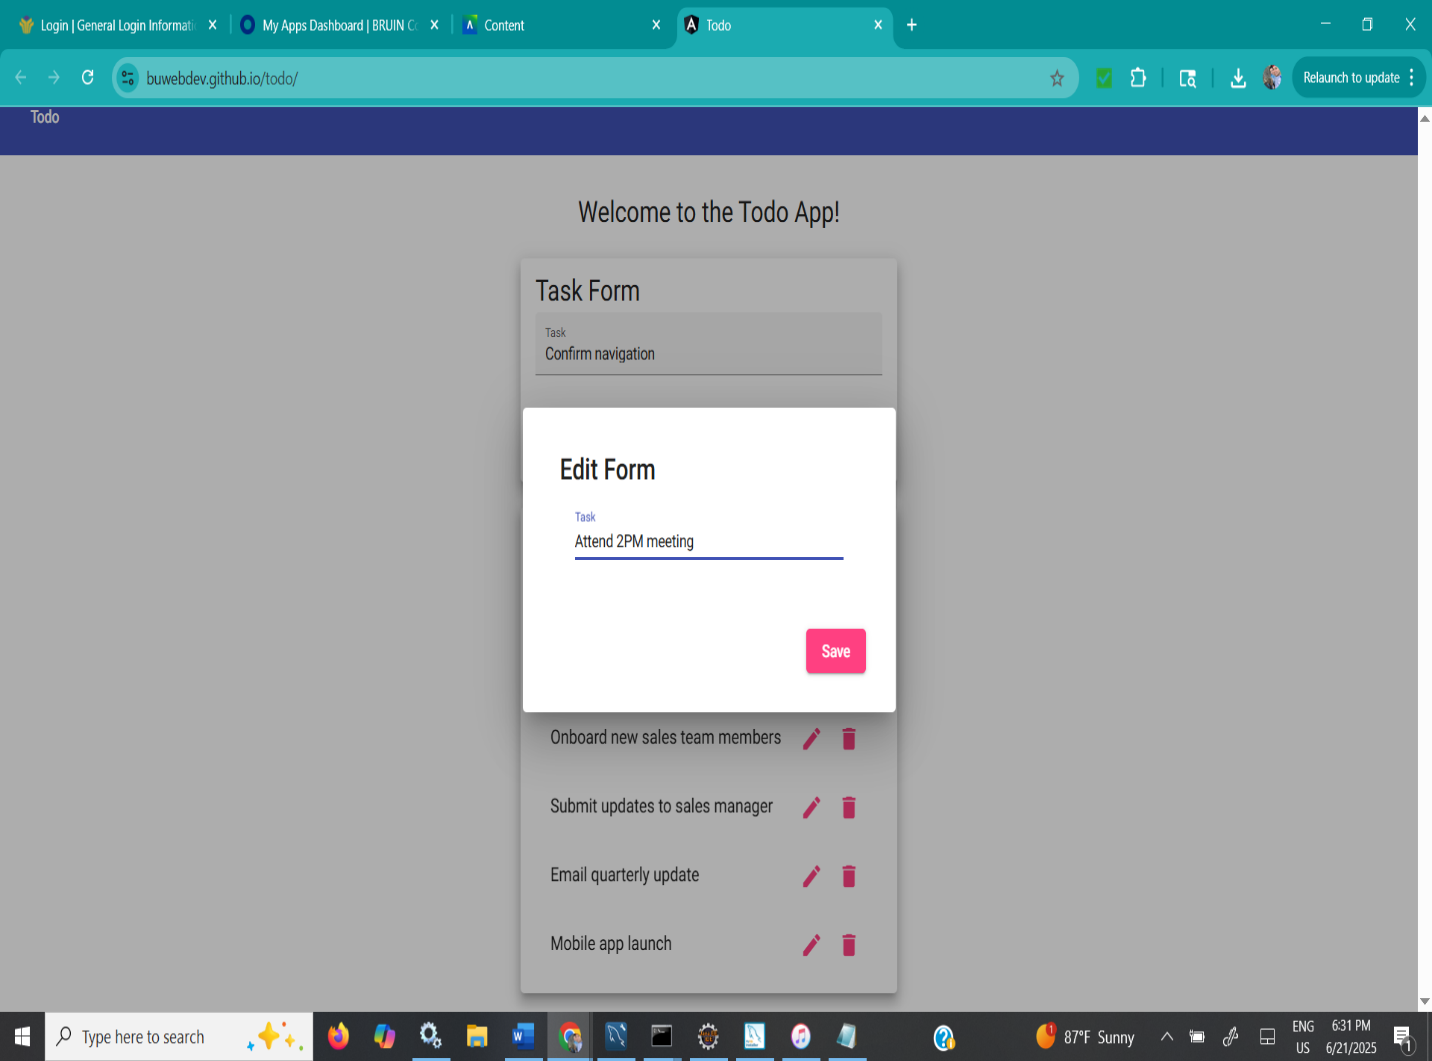 Login | General Login Informati
My Apps Dashboard | BRUIN Co
Content
Todo
buwebdev.github.io/todo/
Relaunch to update
Todo
Welcome to the Todo App!
Task Form
Task
Confirm navigation
Edit Form
Task
Attend 2PM meeting
Save
Onboard new sales team members
Submit updates to sales manager
Email quarterly update
Mobile app launch
Type here to search
1
87°F Sunny
ENG
US
6:31 PM
6/21/2025
1